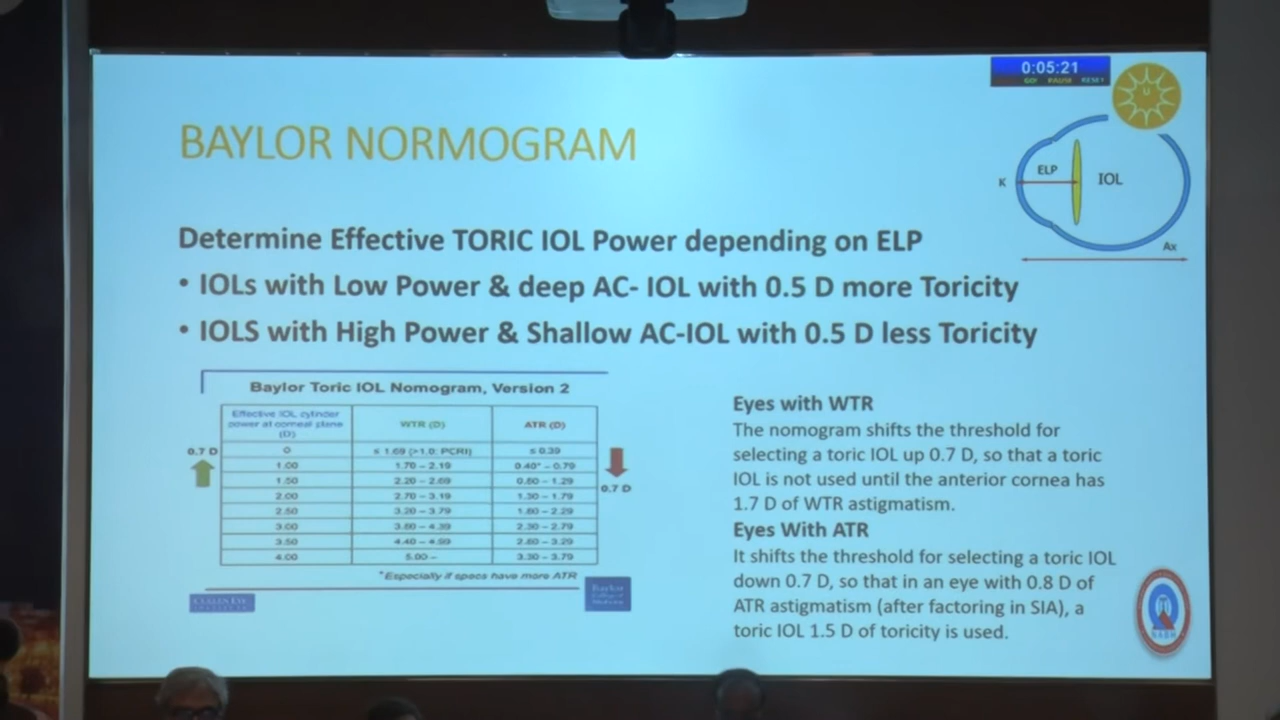 0:05:21
GO! PAUSE RESET
BAYLOR NORMOGRAM
K ELP IOL
Ax
Determine Effective TORIC IOL Power depending on ELP
• IOLs with Low Power & deep AC- IOL with 0.5 D more Toricity
• IOLS with High Power & Shallow AC-IOL with 0.5 D less Toricity
Baylor Toric IOL Nomogram, Version 2
Effective IOL cylinder
power at corneal plane
(D)
WTR (D)
ATR (D)
0 ≤ 1.69 (>1.0: PCRI) ≤ 0.39
1.00 1.70 – 2.19 0.40* – 0.79
1.50 2.20 – 2.69 0.80 – 1.29
2.00 2.70 – 3.19 1.30 – 1.79
2.50 3.20 – 3.79 1.80 – 2.29
3.00 3.80 – 4.39 2.30 – 2.79
3.50 4.40 – 4.99 2.80 – 3.29
4.00 5.00 – 3.30 – 3.79
0.7 D
0.7 D
*Especially if specs have more ATR
CULLEN EYE
INSTITUTE
Baylor
College of
Medicine
Eyes with WTR
The nomogram shifts the threshold for
selecting a toric IOL up 0.7 D, so that a toric
IOL is not used until the anterior cornea has
1.7 D of WTR astigmatism.
Eyes With ATR
It shifts the threshold for selecting a toric IOL
down 0.7 D, so that in an eye with 0.8 D of
ATR astigmatism (after factoring in SIA), a
toric IOL 1.5 D of toricity is used.
NABH